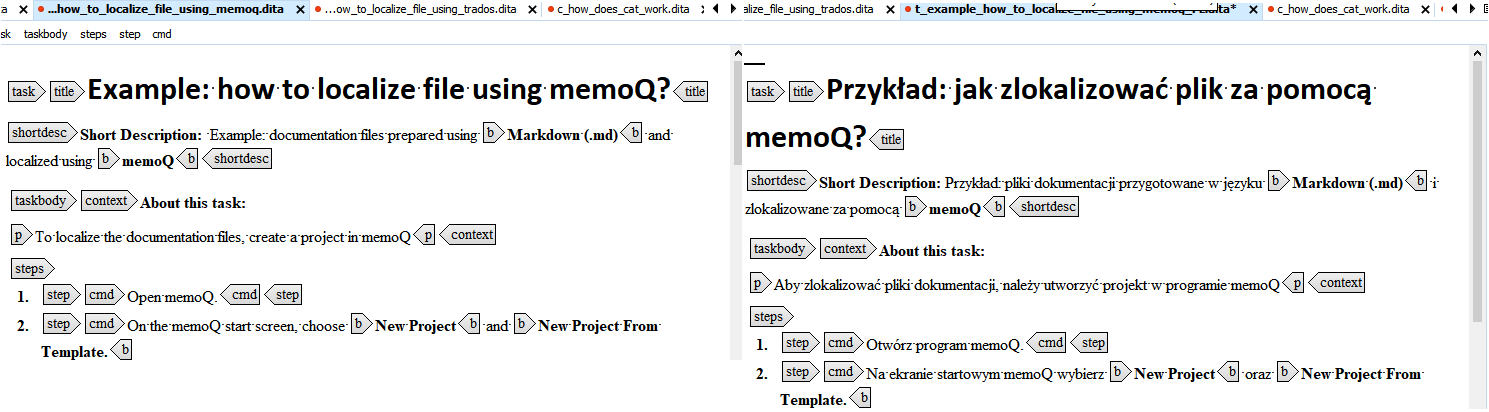 ta
...how_to_localize_file_using_memoq.dita
...ow_to_localize_file_using_trados.dita
c_how_does_cat_work.dita
sk taskbody steps step cmd
task title Example: how to localize file using memoQ? title
shortdesc Short Description: Example: documentation files prepared using b Markdown (.md) b and
localized using b memoQ b shortdesc
taskbody context About this task:
p To localize the documentation files, create a project in memoQ p context
steps
1. step cmd Open memoQ. cmd step
2. step cmd On the memoQ start screen, choose b New Project b and b New Project From
Template. b
alize_file_using_trados.dita
t_example_how_to_localize_file_using_memoq_PL.dita*
c_how_does_cat_work.dita
task title Przykład: jak zlokalizować plik za pomocą
memoQ? title
shortdesc Short Description: Przykład: pliki dokumentacji przygotowane w języku b Markdown (.md) b i
zlokalizowane za pomocą b memoQ b shortdesc
taskbody context About this task:
p Aby zlokalizować pliki dokumentacji, należy utworzyć projekt w programie memoQ p context
steps
1. step cmd Otwórz program memoQ. cmd step
2. step cmd Na ekranie startowym memoQ wybierz b New Project b oraz b New Project From
Template. b